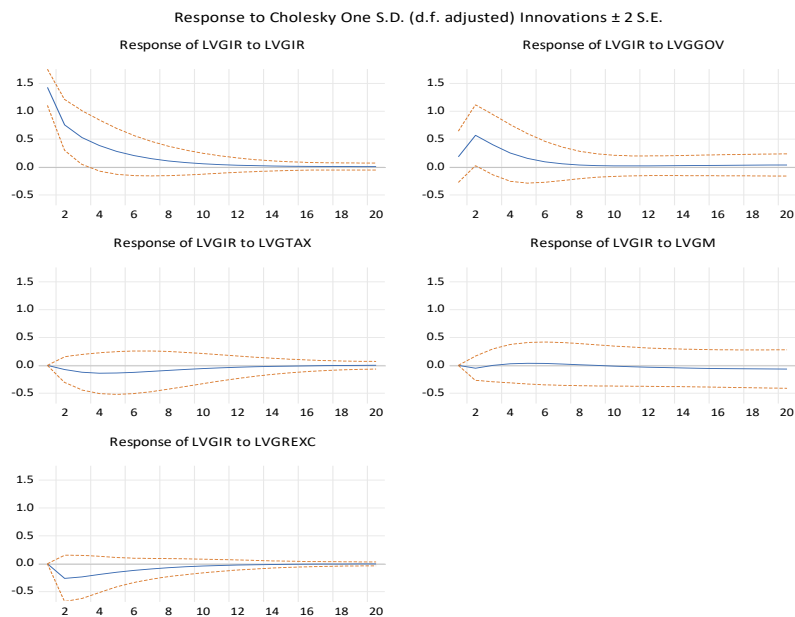 Response to Cholesky One S.D. (d.f. adjusted) Innovations ± 2 S.E.
Response of LVGIR to LVGIR
1.5
1.0
0.5
0.0
-0.5
2 4 6 8 10 12 14 16 18 20
Response of LVGIR to LVGGOV
1.5
1.0
0.5
0.0
-0.5
2 4 6 8 10 12 14 16 18 20
Response of LVGIR to LVGTAX
1.5
1.0
0.5
0.0
-0.5
2 4 6 8 10 12 14 16 18 20
Response of LVGIR to LVGM
1.5
1.0
0.5
0.0
-0.5
2 4 6 8 10 12 14 16 18 20
Response of LVGIR to LVGREXC
1.5
1.0
0.5
0.0
-0.5
2 4 6 8 10 12 14 16 18 20